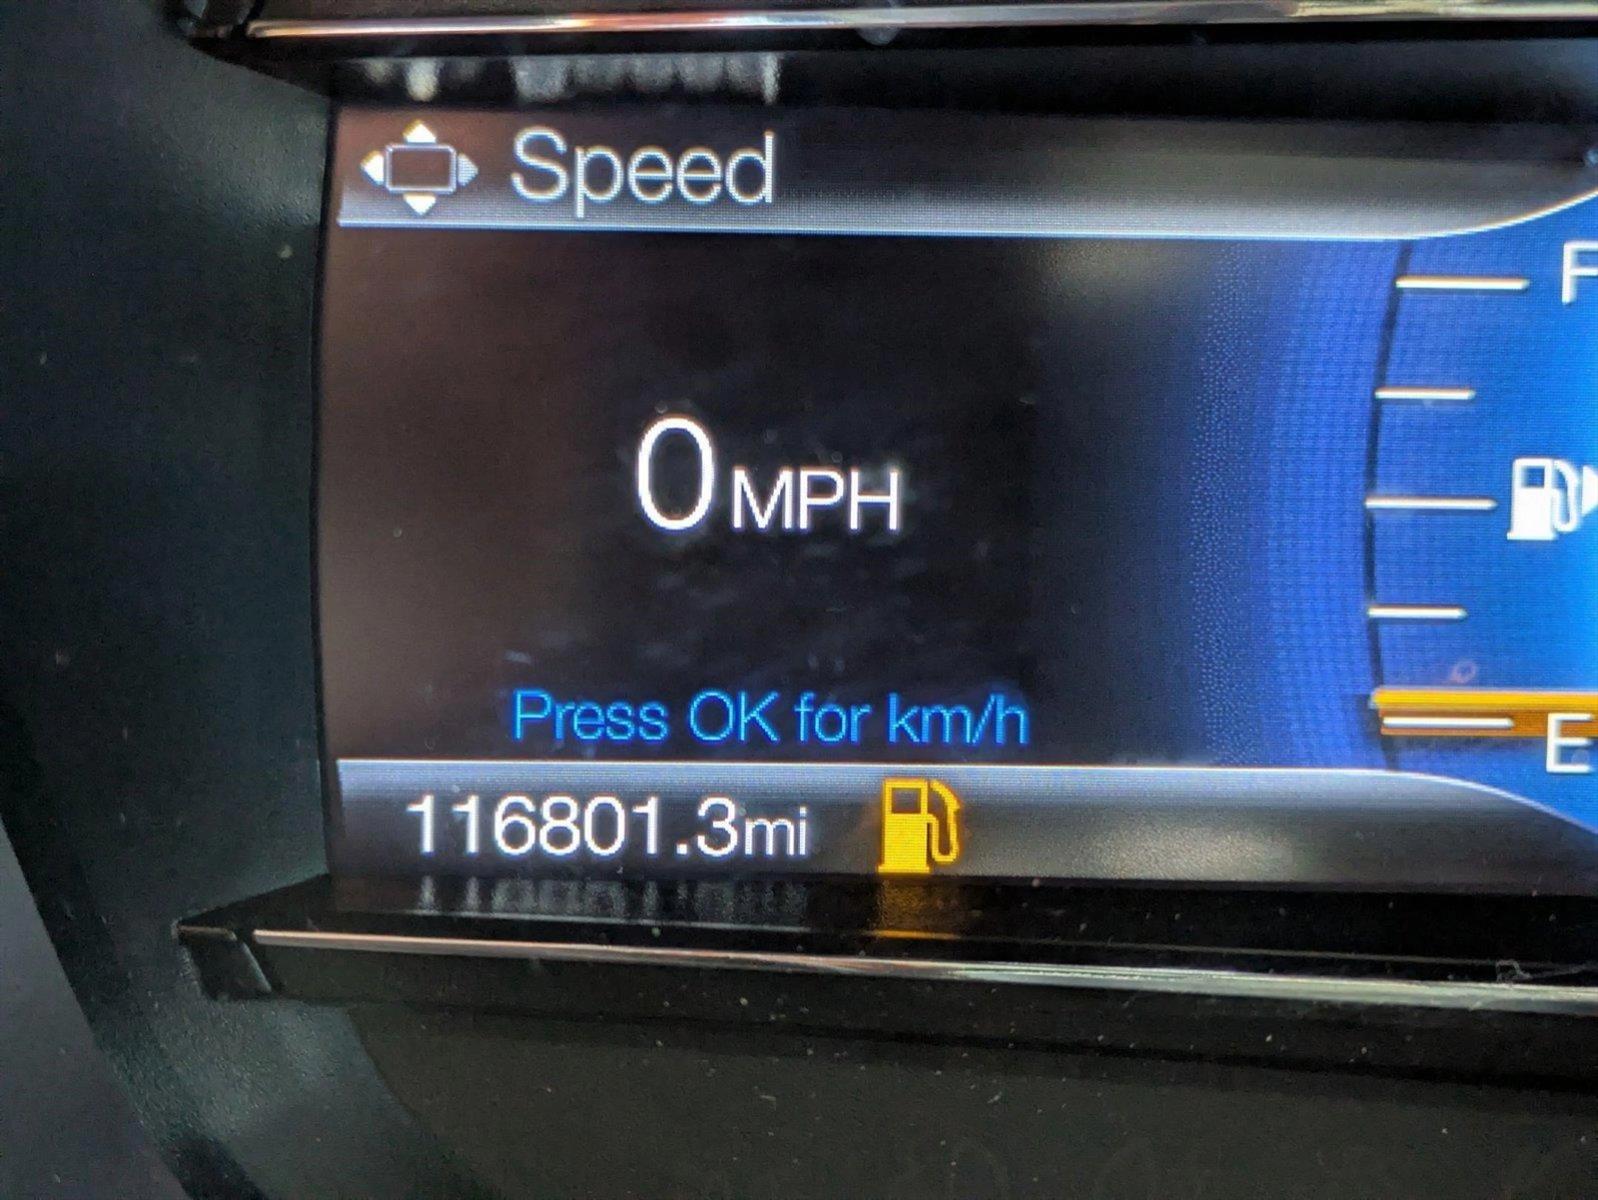 Speed
F
0 MPH
Press OK for km/h
E
116801.3mi